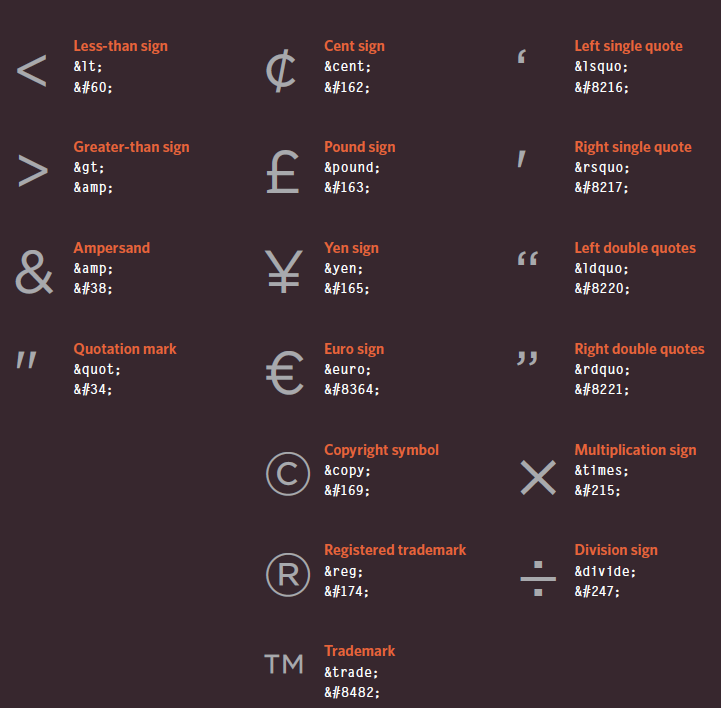 <
Less-than sign
&lt;
&#60;
>
Greater-than sign
&gt;
&amp;
&
Ampersand
&amp;
&#38;
"
Quotation mark
&quot;
&#34;
¢
Cent sign
&cent;
&#162;
£
Pound sign
&pound;
&#163;
¥
Yen sign
&yen;
&#165;
€
Euro sign
&euro;
&#8364;
©
Copyright symbol
&copy;
&#169;
®
Registered trademark
&reg;
&#174;
™
Trademark
&trade;
&#8482;
‘
Left single quote
&lsquo;
&#8216;
'
Right single quote
&rsquo;
&#8217;
“
Left double quotes
&ldquo;
&#8220;
”
Right double quotes
&rdquo;
&#8221;
×
Multiplication sign
&times;
&#215;
÷
Division sign
&divide;
&#247;